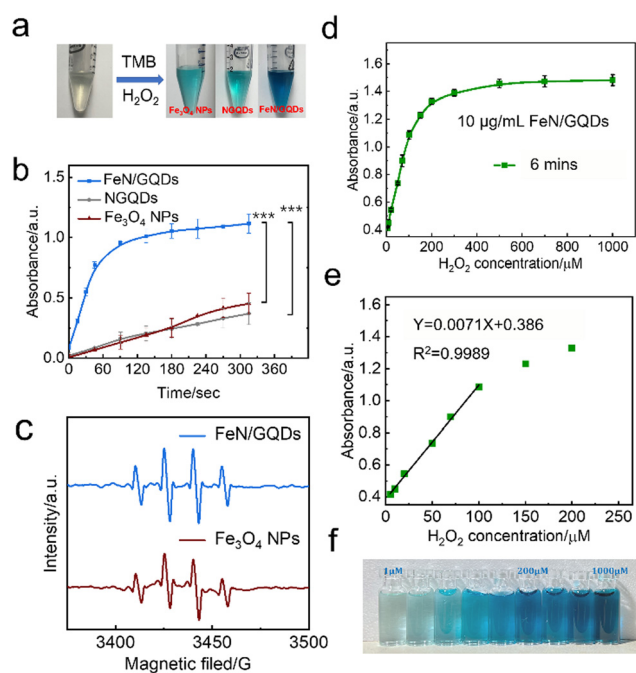 a
TMB
H₂O₂
Fe₃O₄ NPs
NGQDs
FeN/GQDs
b
Absorbance/a.u.
1.0
0.5
0.0
FeN/GQDs
NGQDs
Fe₃O₄ NPs
***
***
0 60 120 180 240 300 360 420
Time/sec
c
Intensity/a.u.
FeN/GQDs
Fe₃O₄ NPs
3400 3450 3500
Magnetic filed/G
d
Absorbance/a.u.
1.6
1.4
1.2
1.0
0.8
0.6
0.4
10 µg/mL FeN/GQDs
6 mins
0 200 400 600 800 1000
H₂O₂ concentration/µM
e
Absorbance/a.u.
1.6
1.4
1.2
1.0
0.8
0.6
0.4
Y=0.0071X+0.386
R²=0.9989
0 50 100 150 200 250
H₂O₂ concentration/µM
f
1µM 200µM 1000µM